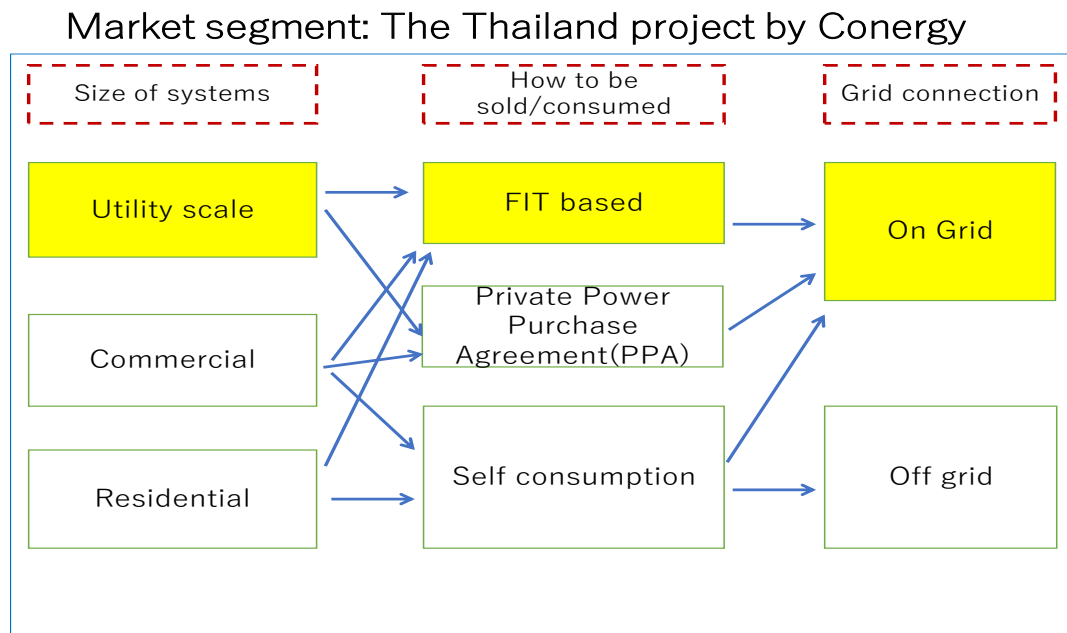 Market segment: The Thailand project by Conergy
Size of systems
How to be
sold/consumed
Grid connection
Utility scale
FIT based
On Grid
Private Power
Purchase
Agreement(PPA)
Commercial
Self consumption
Off grid
Residential